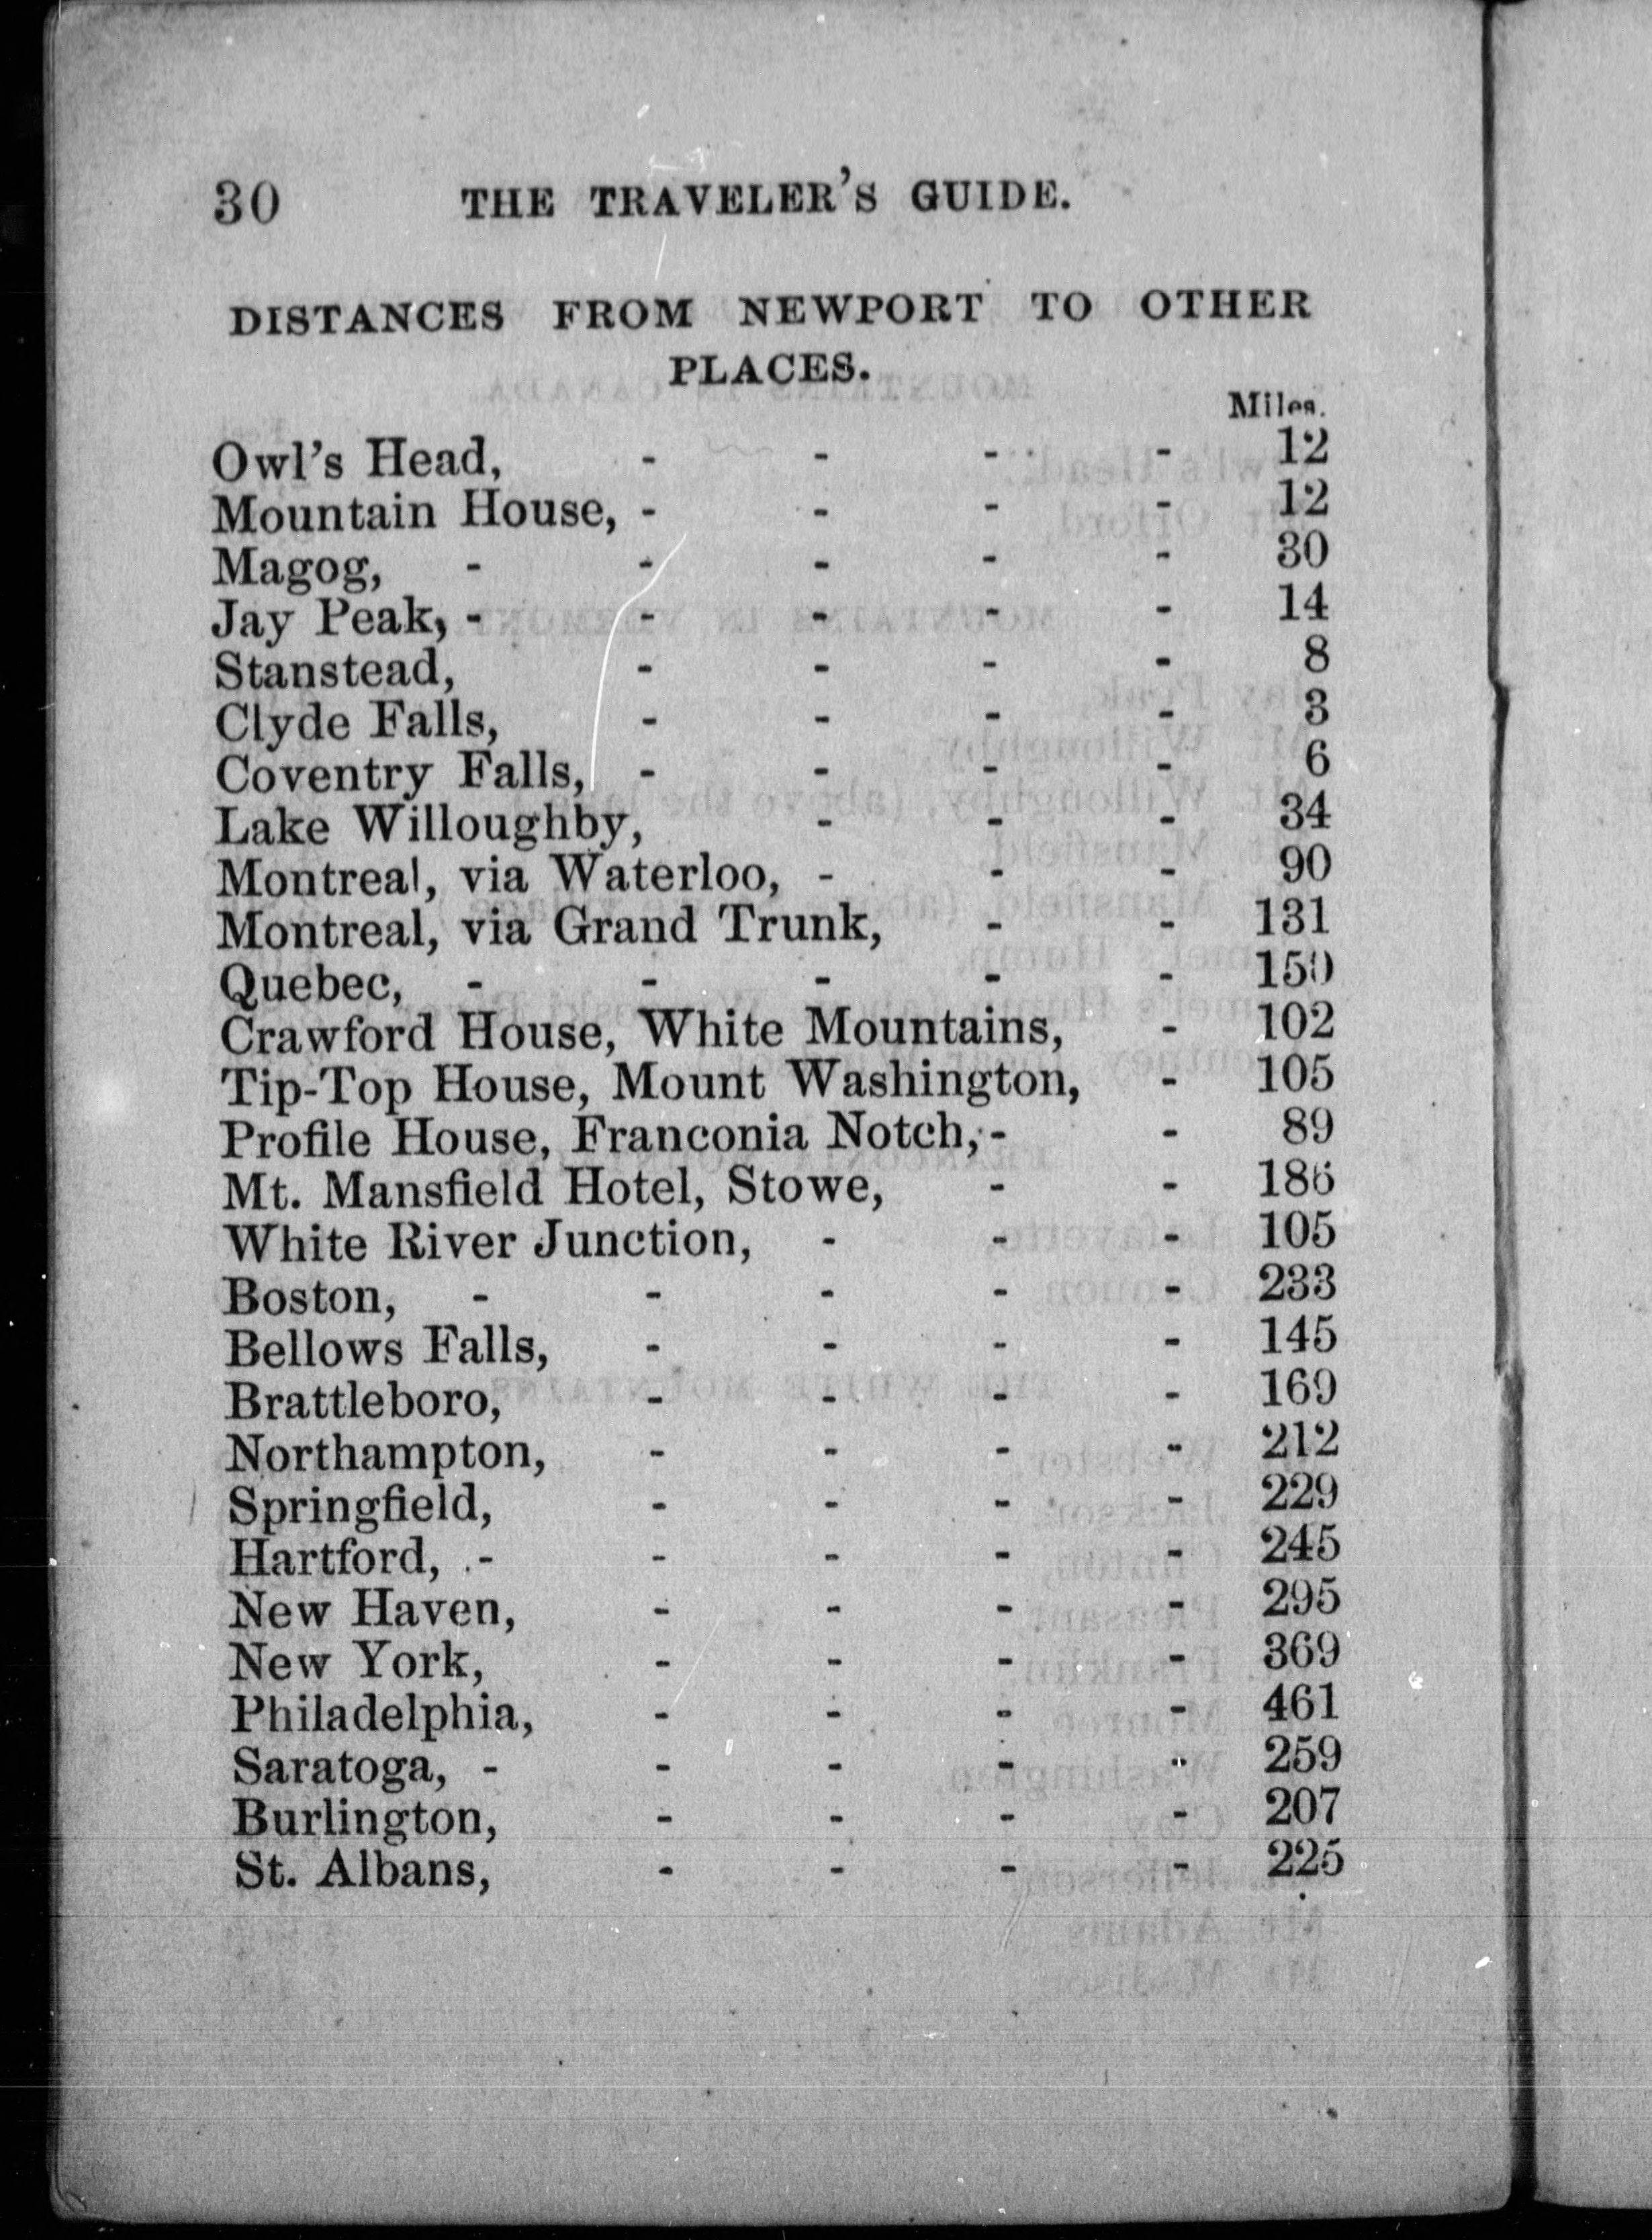 30 THE TRAVELER'S GUIDE.
DISTANCES FROM NEWPORT TO OTHER
PLACES.
Miles.
Owl's Head, - - - - 12
Mountain House, - - - - 12
Magog, - - - - - 30
Jay Peak, - - - - - 14
Stanstead, - - - - 8
Clyde Falls, - - - - 3
Coventry Falls, - - - - 6
Lake Willoughby, - - - 34
Montreal, via Waterloo, - - - 90
Montreal, via Grand Trunk, - - 131
Quebec, - - - - - 150
Crawford House, White Mountains, - 102
Tip-Top House, Mount Washington, - 105
Profile House, Franconia Notch, - - 89
Mt. Mansfield Hotel, Stowe, - - 186
White River Junction, - - - 105
Boston, - - - - - 233
Bellows Falls, - - - - 145
Brattleboro, - - - - 169
Northampton, - - - - 212
Springfield, - - - - 229
Hartford, - - - - - 245
New Haven, - - - - 295
New York, - - - - 369
Philadelphia, - - - - 461
Saratoga, - - - - - 259
Burlington, - - - - 207
St. Albans, - - - - 225